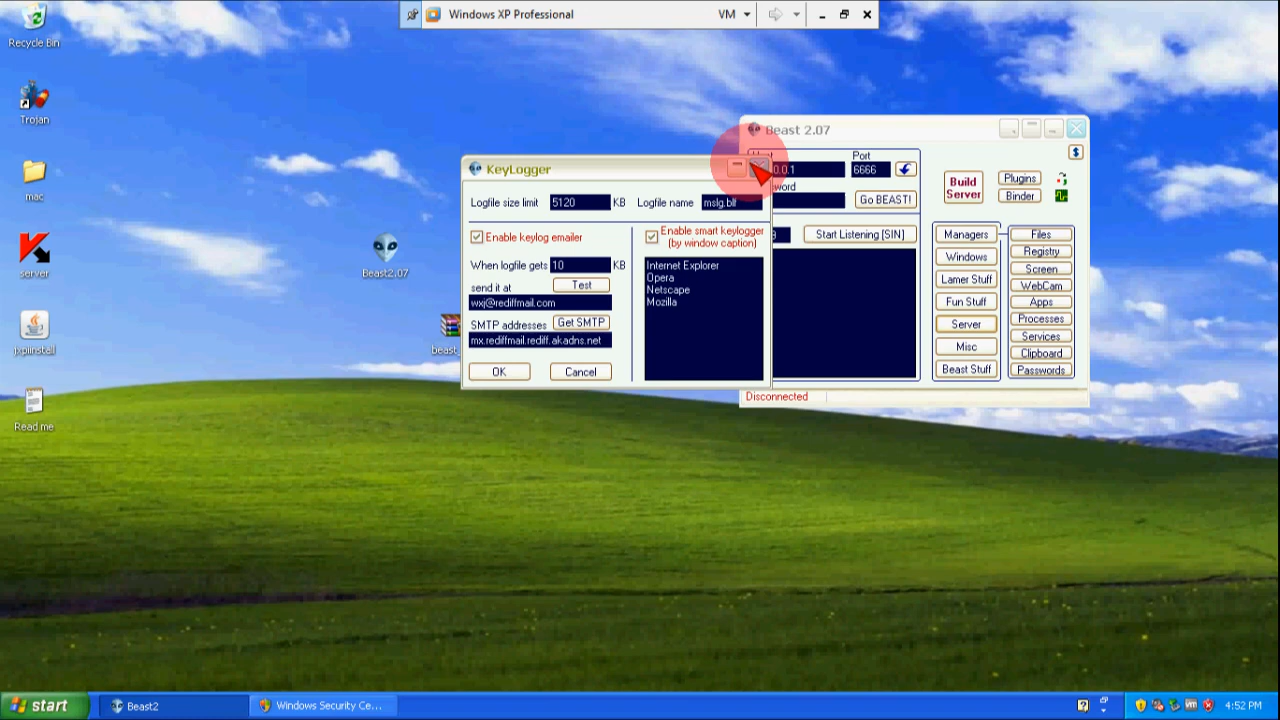 Windows XP Professional
VM
Recycle Bin
Trojan
mac
server
Read me
Beast2.07
Beast 2.07
Port
6666
Go BEAST!
Build Server
Plugins
Binder
Start Listening [SIN]
Managers
Windows
Lamer Stuff
Fun Stuff
Server
Misc
Beast Stuff
Files
Registry
Screen
WebCam
Apps
Processes
Services
Clipboard
Passwords
Disconnected
KeyLogger
Logfile size limit 5120 KB
Logfile name mslg.blf
Enable keylog emailer
When logfile gets 10 KB
send it at Test
wxj@rediffmail.com
SMTP addresses Get SMTP
mx.rediffmail.rediff.akadns.net
OK
Cancel
Enable smart keylogger
(by window caption)
Internet Explorer
Opera
Netscape
Mozilla
start
Beast2
Windows Security Ce...
4:52 PM